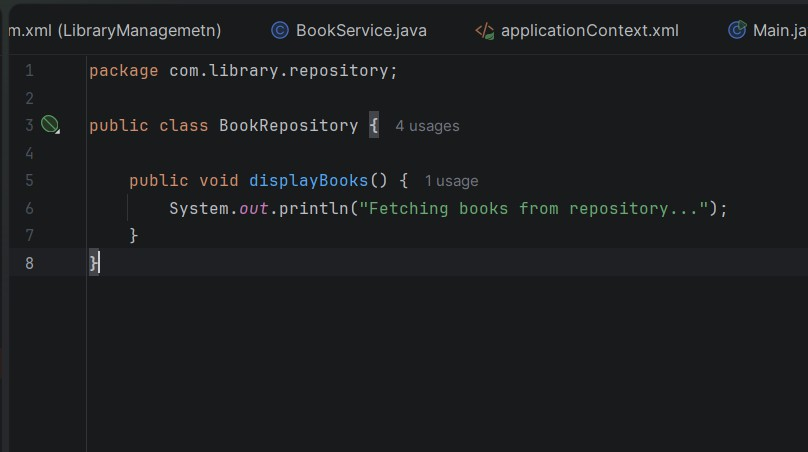 m.xml (LibraryManagemetn) BookService.java applicationContext.xml Main.ja
1 package com.library.repository;
2
3 public class BookRepository { 4 usages
4
5 public void displayBooks() { 1 usage
6 System.out.println("Fetching books from repository...");
7 }
8 }